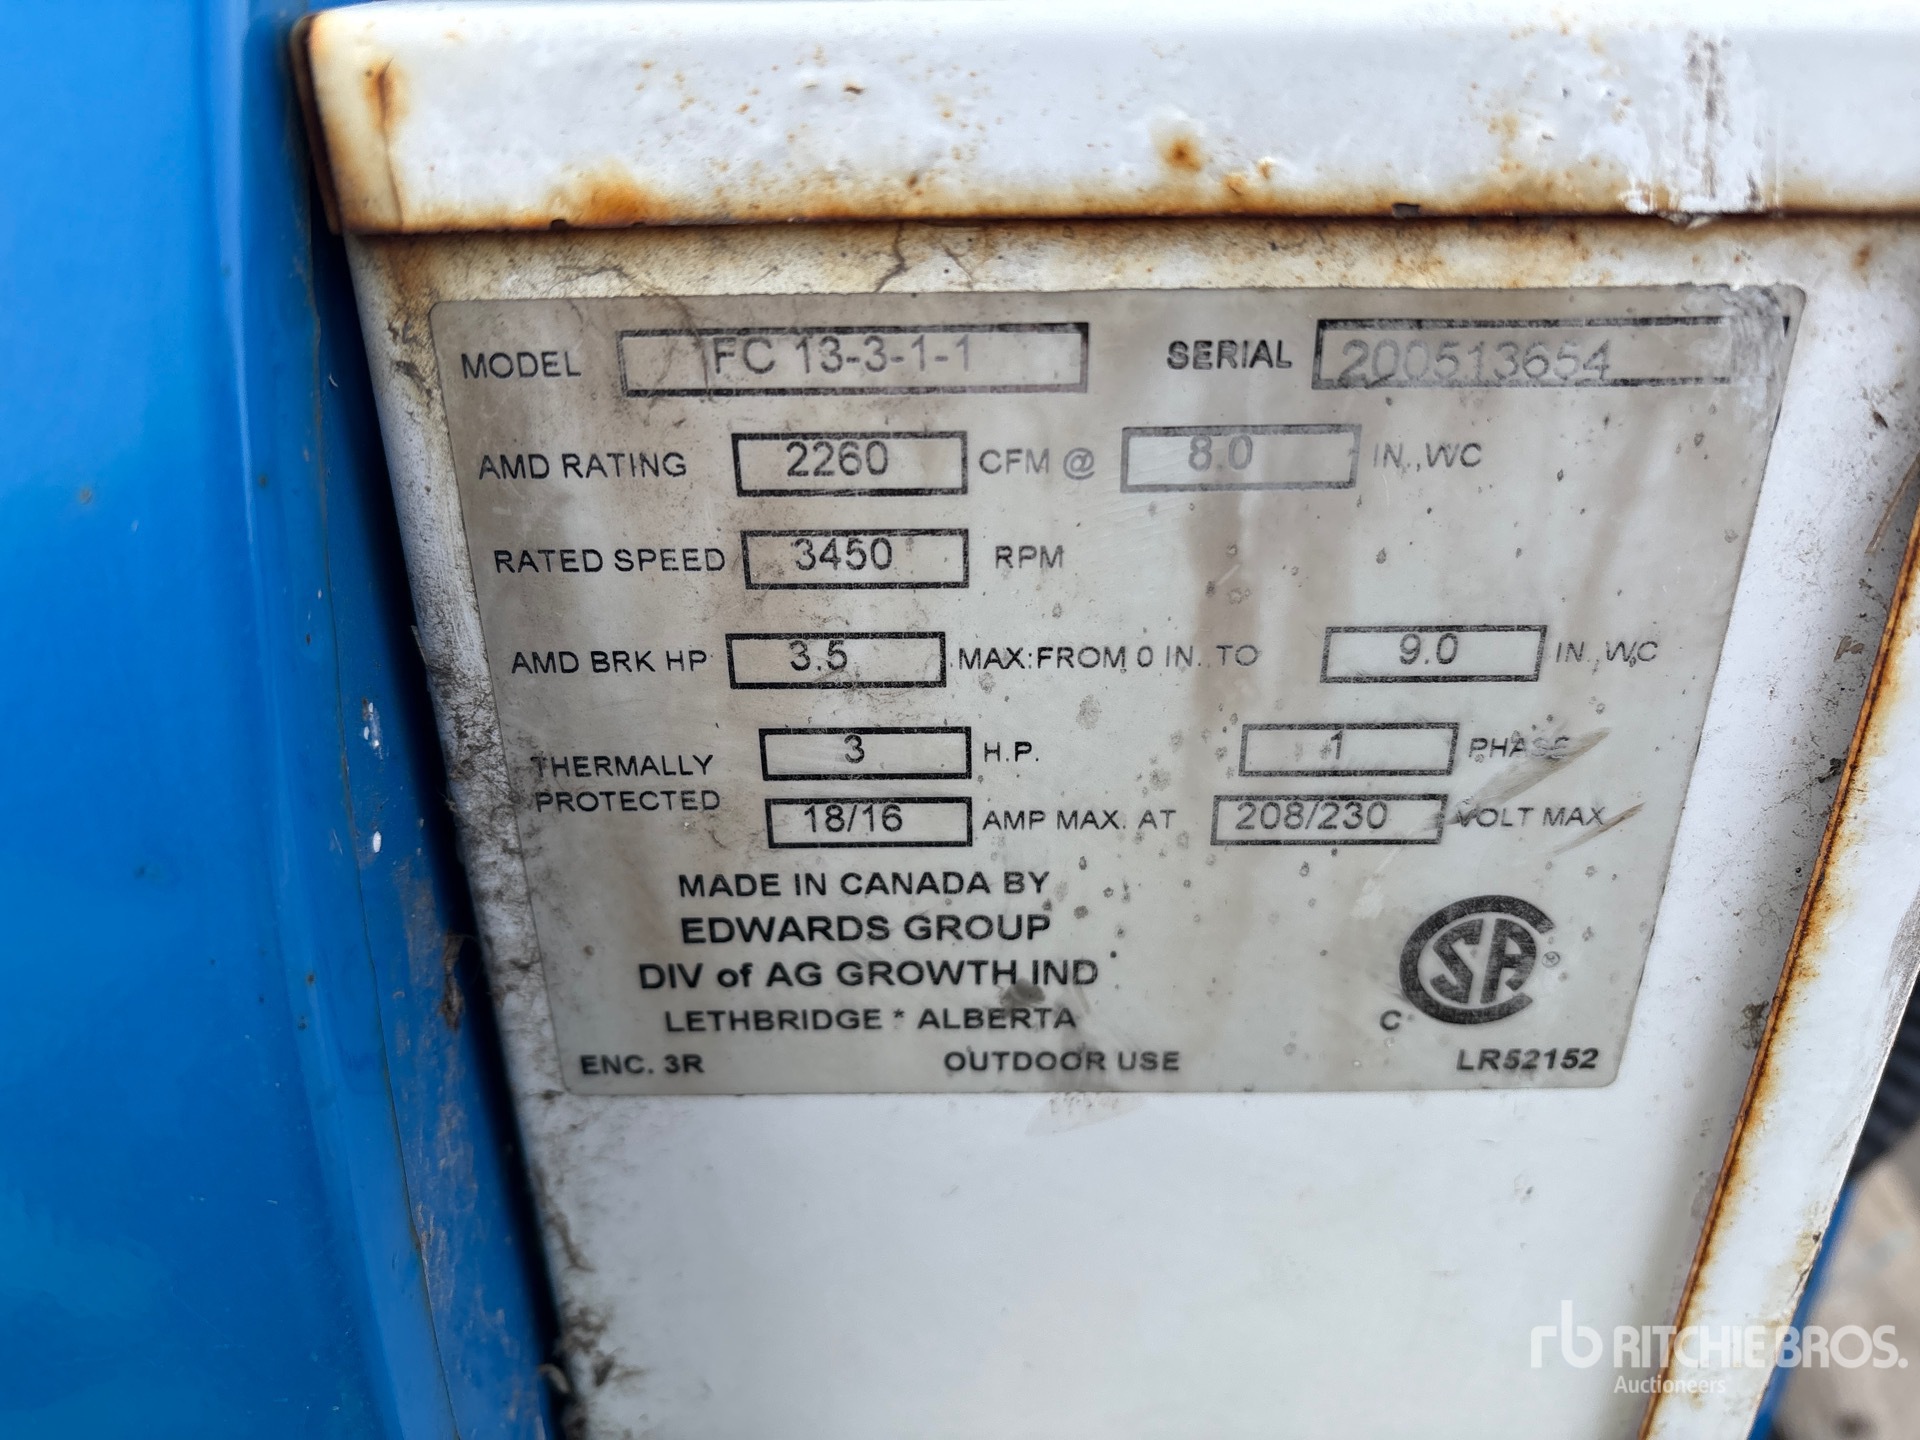 MODEL FC 13-3-1-1 SERIAL 200513654
AMD RATING 2260 CFM @ 8.0 IN.,WC
RATED SPEED 3450 RPM
AMD BRK HP 3.5 MAX:FROM 0 IN. TO 9.0 IN.,WC
THERMALLY PROTECTED
3 H.P. 1 PHASE
18/16 AMP MAX. AT 208/230 VOLT MAX
MADE IN CANADA BY
EDWARDS GROUP
DIV of AG GROWTH IND
LETHBRIDGE * ALBERTA
C SA ®
ENC. 3R OUTDOOR USE LR52152
rb RITCHIE BROS.
Auctioneers